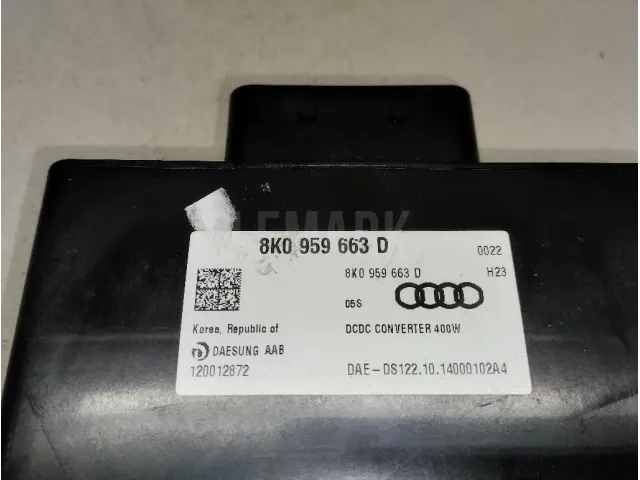 8K0 959 663 D
0022
8K0 959 663 D
H23
05S
Korea, Republic of
DCDC CONVERTER 400W
DAESUNG AAB
120012872
DAE-DS122.10.14000102A4